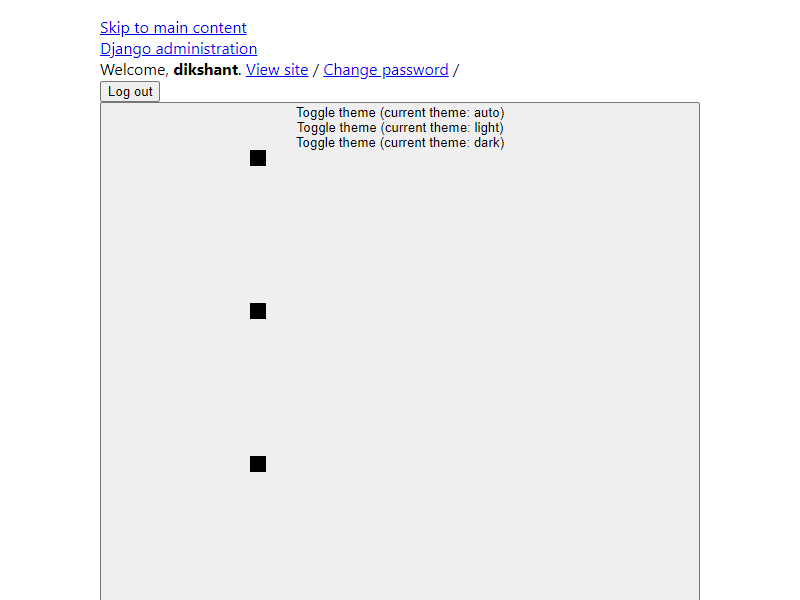 Skip to main content
Django administration
Welcome, dikshant. View site / Change password /
Log out
Toggle theme (current theme: auto)
Toggle theme (current theme: light)
Toggle theme (current theme: dark)